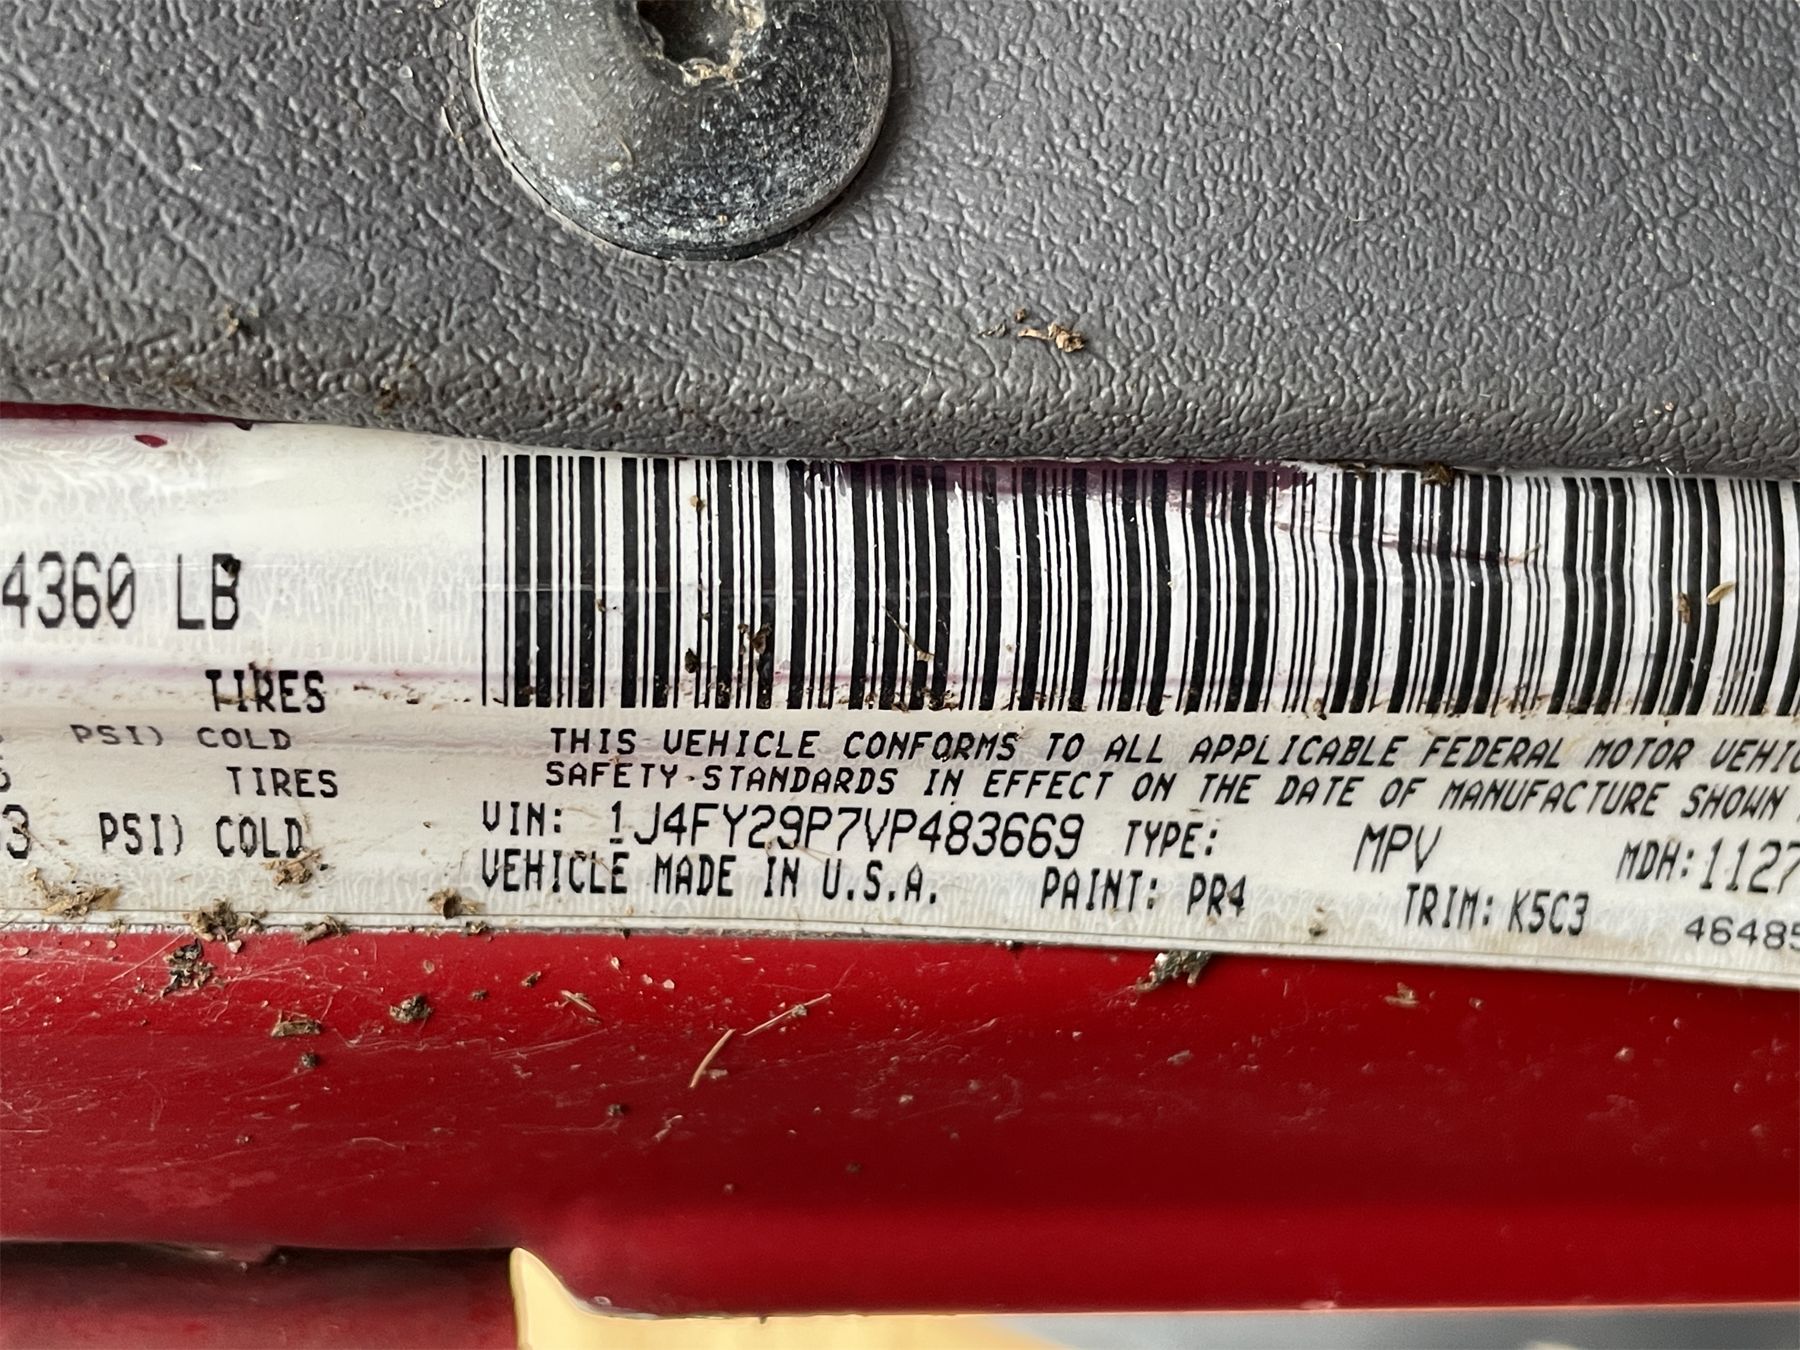 4360 LB
TIRES
PSI) COLD
TIRES
3 PSI) COLD
THIS VEHICLE CONFORMS TO ALL APPLICABLE FEDERAL MOTOR VEHIC
SAFETY STANDARDS IN EFFECT ON THE DATE OF MANUFACTURE SHOWN
VIN: 1J4FY29P7VP483669 TYPE: MPV MDH: 1127
VEHICLE MADE IN U.S.A. PAINT: PR4 TRIM: K5C3 46485